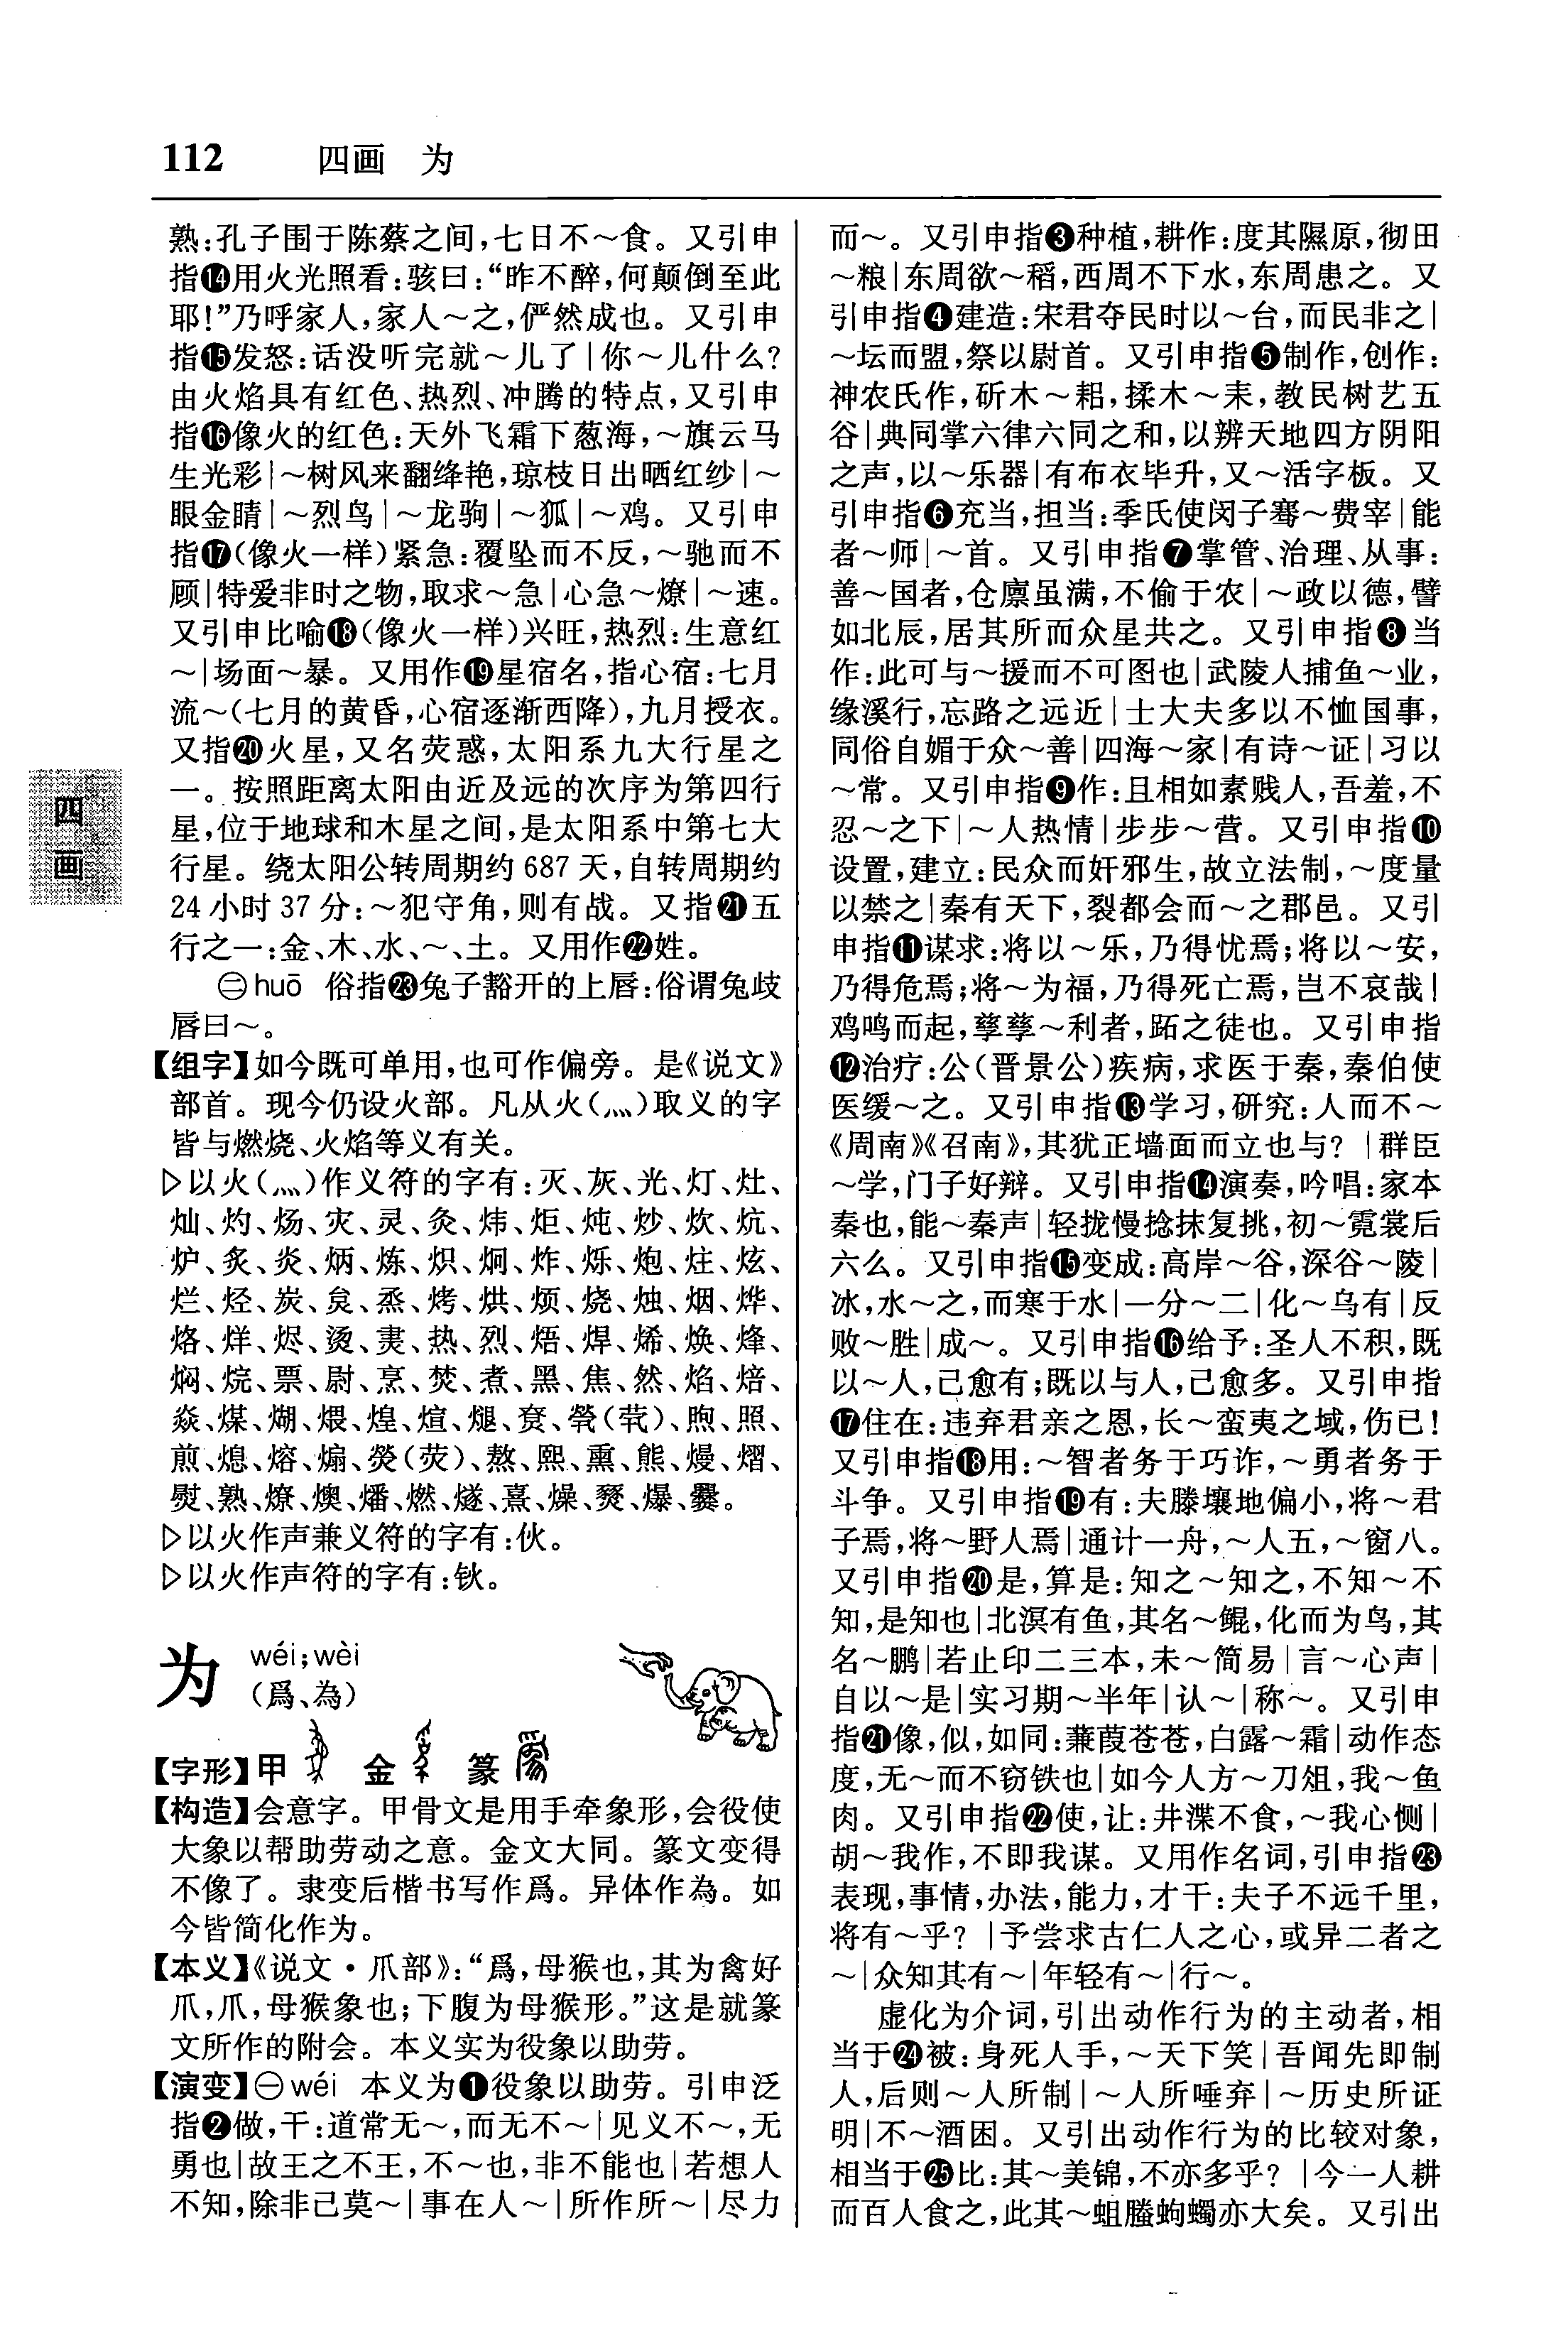 112 四画 为
熟:孔子围于陈蔡之间,七日不～食。又引申
指⓮用火光照看:骇曰:“昨不醉,何颠倒至此
耶!”乃呼家人,家人～之,俨然成也。又引申
指⓯发怒:话没听完就～儿了|你～儿什么?
由火焰具有红色、热烈、冲腾的特点,又引申
指⓰像火的红色:天外飞霜下葱海,～旗云马
生光彩|～树风来翻绛艳,琼枝日出晒红纱|～
眼金睛|～烈鸟|～龙驹|～狐|～鸡。又引申
指⓱(像火一样)紧急:覆坠而不反,～驰而不
顾|特爱非时之物,取求～急|心急～燎|～速。
又引申比喻⓲(像火一样)兴旺,热烈:生意红
～|场面～暴。又用作⓳星宿名,指心宿:七月
流～(七月的黄昏,心宿逐渐西降),九月授衣。
又指⓴火星,又名荧惑,太阳系九大行星之
一。按照距离太阳由近及远的次序为第四行
星,位于地球和木星之间,是太阳系中第七大
行星。绕太阳公转周期约 687 天,自转周期约
24 小时 37 分:～犯守角,则有战。又指㉑五
行之一:金、木、水、～、土。又用作㉒姓。
㊁huō 俗指㉓兔子豁开的上唇:俗谓兔歧
唇曰～。
【组字】如今既可单用,也可作偏旁。是《说文》
部首。现今仍设火部。凡从火(灬)取义的字
皆与燃烧、火焰等义有关。
▷以火(灬)作义符的字有:灭、灰、光、灯、灶、
灿、灼、炀、灾、灵、灸、炜、炬、炖、炒、炊、炕、
炉、炙、炎、炳、炼、炽、炯、炸、烁、炮、炷、炫、
烂、烃、炭、炱、烝、烤、烘、烦、烧、烛、烟、烨、
烙、烊、烬、烫、衷、热、烈、焐、焊、烯、焕、烽、
焖、烷、票、尉、烹、焚、煮、黑、焦、然、焰、焙、
焱、煤、煳、煨、煌、煊、煺、褒、煢(茕)、煦、照、
煎、熄、熔、煽、熒(荧)、熬、熙、熏、熊、熳、熠、
熨、熟、燎、燠、燔、燃、燧、熹、燥、燹、爆、爨。
▷以火作声兼义符的字有:伙。
▷以火作声符的字有:钬。
为 wéi;wèi
(爲、為)
【字形】甲 金 篆
【构造】会意字。甲骨文是用手牵象形,会役使
大象以帮助劳动之意。金文大同。篆文变得
不像了。隶变后楷书写作爲。异体作為。如
今皆简化作为。
【本义】《说文·爪部》:“爲,母猴也,其为禽好
爪,爪,母猴象也;下腹为母猴形。”这是就篆
文所作的附会。本义实为役象以助劳。
【演变】㊀wéi 本义为❶役象以助劳。引申泛
指❷做,干:道常无～,而无不～|见义不～,无
勇也|故王之不王,不～也,非不能也|若想人
不知,除非己莫～|事在人～|所作所～|尽力
而～。又引申指❸种植,耕作:度其隰原,彻田
～粮|东周欲～稻,西周不下水,东周患之。又
引申指❹建造:宋君夺民时以～台,而民非之|
～坛而盟,祭以尉首。又引申指❺制作,创作:
神农氏作,斫木～耜,揉木～耒,教民树艺五
谷|典同掌六律六同之和,以辨天地四方阴阳
之声,以～乐器|有布衣毕升,又～活字板。又
引申指❻充当,担当:季氏使闵子骞～费宰|能
者～师|～首。又引申指❼掌管、治理、从事:
善～国者,仓廪虽满,不偷于农|～政以德,譬
如北辰,居其所而众星共之。又引申指❽当
作:此可与～援而不可图也|武陵人捕鱼～业,
缘溪行,忘路之远近|士大夫多以不恤国事,
同俗自媚于众～善|四海～家|有诗～证|习以
～常。又引申指❾作:且相如素贱人,吾羞,不
忍～之下|～人热情|步步～营。又引申指❿
设置,建立:民众而奸邪生,故立法制,～度量
以禁之|秦有天下,裂都会而～之郡邑。又引
申指⓫谋求:将以～乐,乃得忧焉;将以～安,
乃得危焉;将～为福,乃得死亡焉,岂不哀哉|
鸡鸣而起,孳孳～利者,跖之徒也。又引申指
⓬治疗:公(晋景公)疾病,求医于秦,秦伯使
医缓～之。又引申指⓭学习,研究:人而不～
《周南》《召南》,其犹正墙面而立也与? |群臣
～学,门子好辩。又引申指⓮演奏,吟唱:家本
秦也,能～秦声|轻拢慢捻抹复挑,初～霓裳后
六么。又引申指⓯变成:高岸～谷,深谷～陵|
冰,水～之,而寒于水|一分～二|化～乌有|反
败～胜|成～。又引申指⓰给予:圣人不积,既
以～人,己愈有;既以与人,己愈多。又引申指
⓱住在:违弃君亲之恩,长～蛮夷之域,伤已!
又引申指⓲用:～智者务于巧诈,～勇者务于
斗争。又引申指⓳有:夫滕壤地偏小,将～君
子焉,将～野人焉|通计一舟,～人五,～窗八。
又引申指⓴是,算是:知之～知之,不知～不
知,是知也|北溟有鱼,其名～鲲,化而为鸟,其
名～鹏|若止印二三本,未～简易|言～心声|
自以～是|实习期～半年|认～|称～。又引申
指㉑像,似,如同:蒹葭苍苍,白露～霜|动作态
度,无～而不窃铁也|如今人方～刀俎,我～鱼
肉。又引申指㉒使,让:井渫不食,～我心恻|
胡～我作,不即我谋。又用作名词,引申指㉓
表现,事情,办法,能力,才干:夫子不远千里,
将有～乎? |予尝求古仁人之心,或异二者之
～|众知其有～|年轻有～|行～。
虚化为介词,引出动作行为的主动者,相
当于㉔被:身死人手,～天下笑|吾闻先即制
人,后则～人所制|～人所唾弃|～历史所证
明|不～酒困。又引出动作行为的比较对象,
相当于㉕比:其～美锦,不亦多乎? |今一人耕
而百人食之,此其～蛆螣蚼蠋亦大矣。又引出
四
画